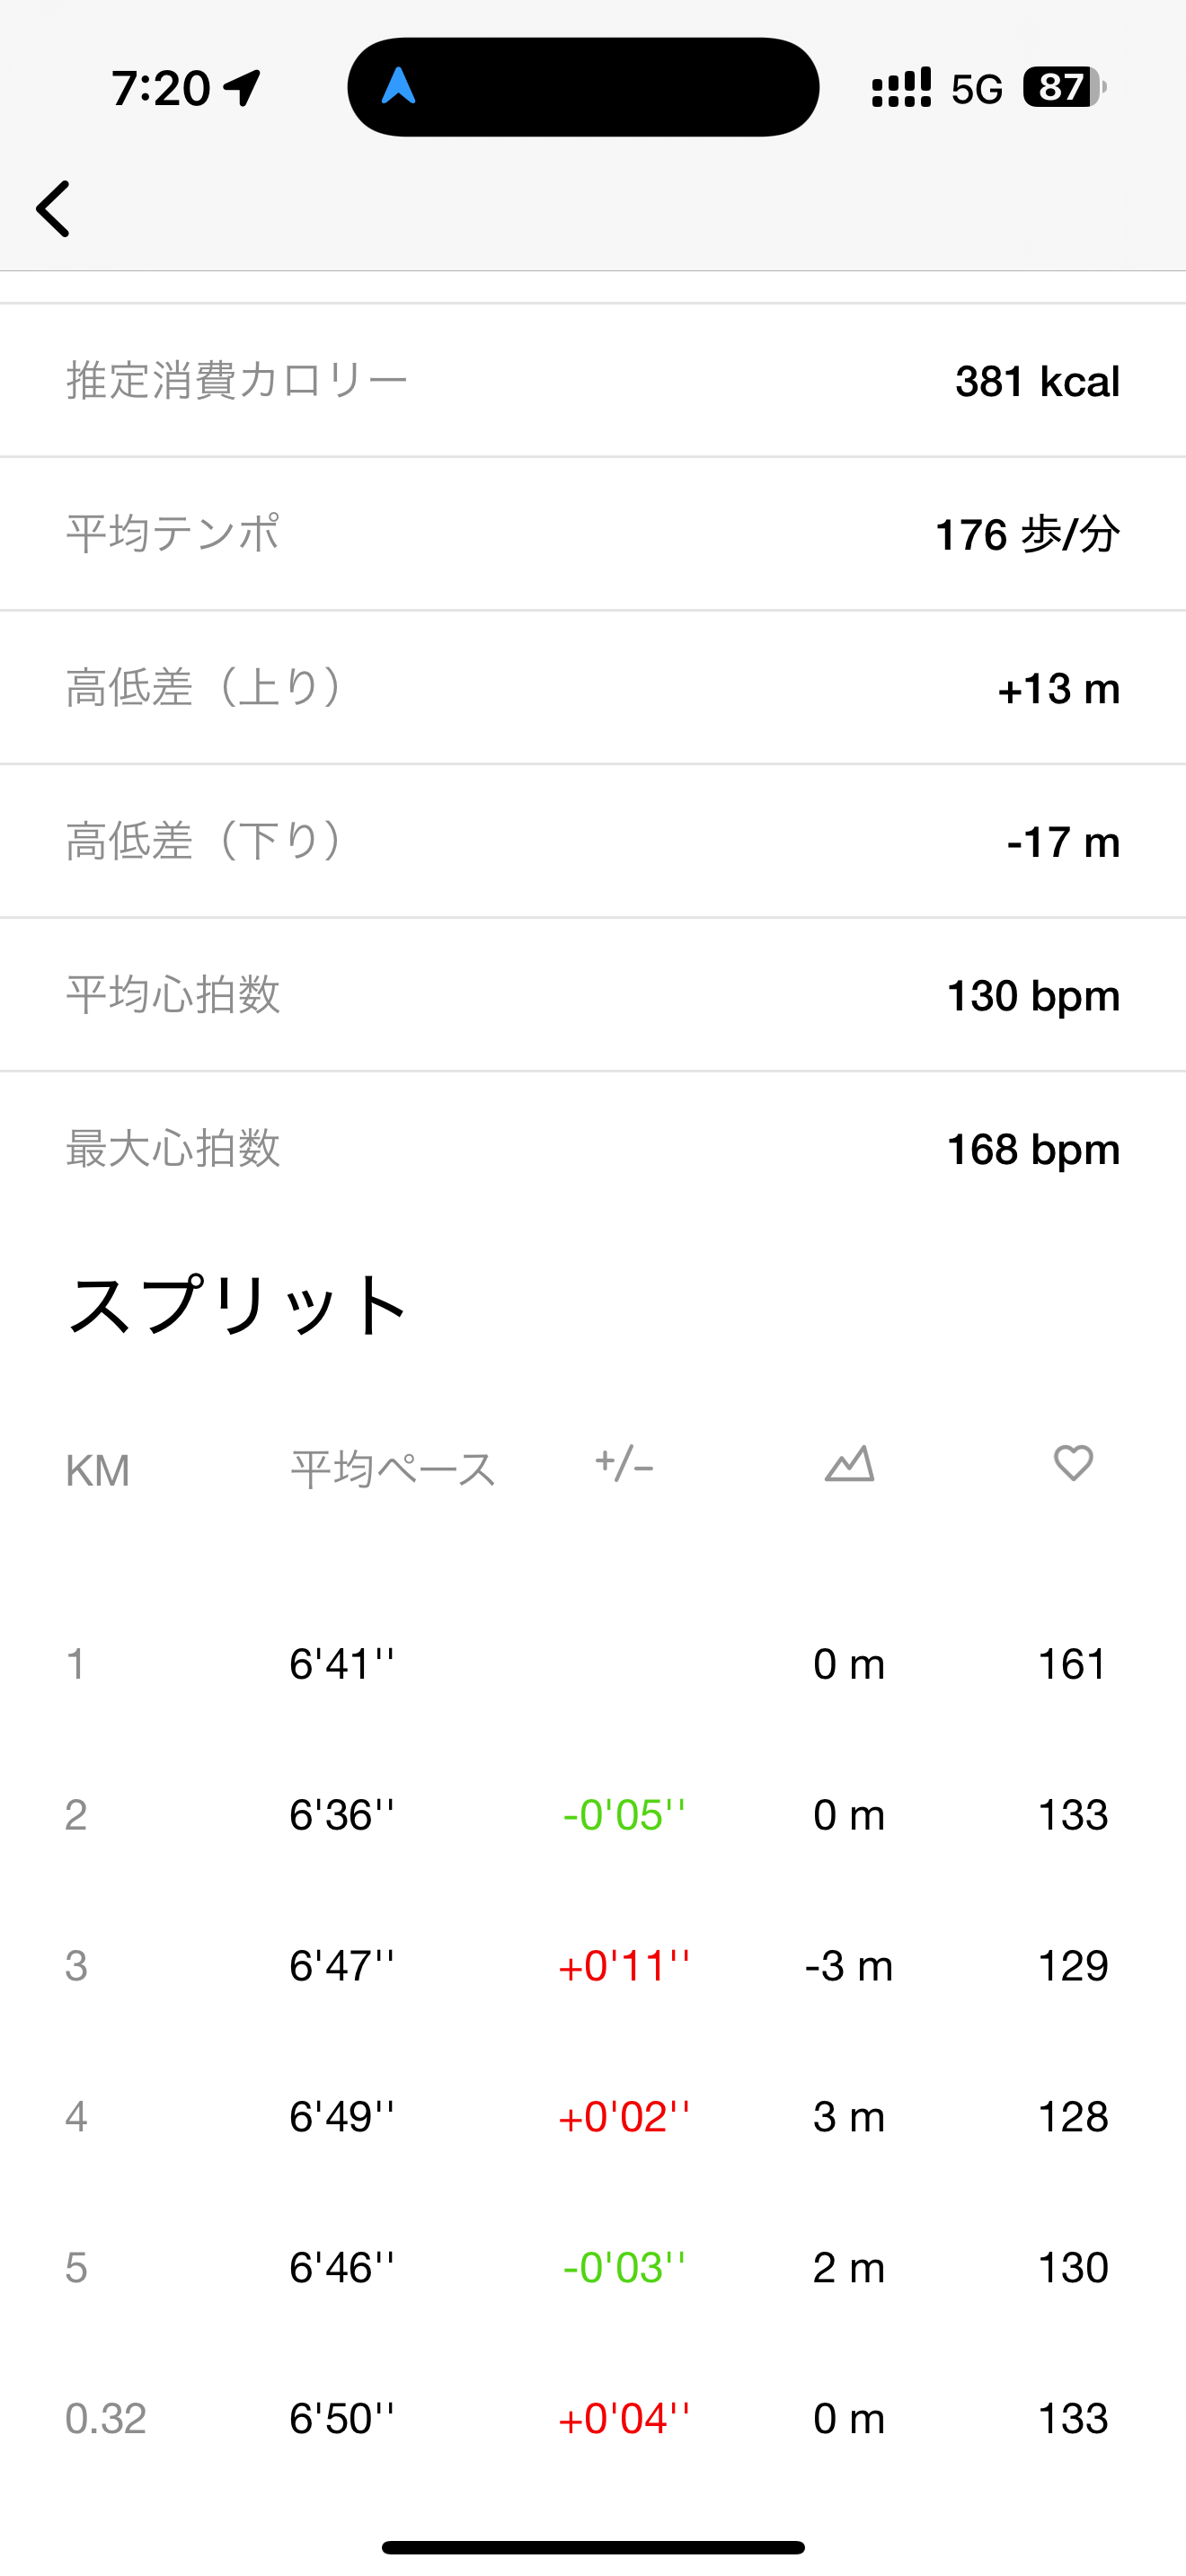 7:20 5G 87
推定消費カロリー 381 kcal
平均テンポ 176 歩/分
高低差（上り） +13 m
高低差（下り） -17 m
平均心拍数 130 bpm
最大心拍数 168 bpm
スプリット
KM 平均ペース +/-
1 6'41'' 0 m 161
2 6'36'' -0'05'' 0 m 133
3 6'47'' +0'11'' -3 m 129
4 6'49'' +0'02'' 3 m 128
5 6'46'' -0'03'' 2 m 130
0.32 6'50'' +0'04'' 0 m 133